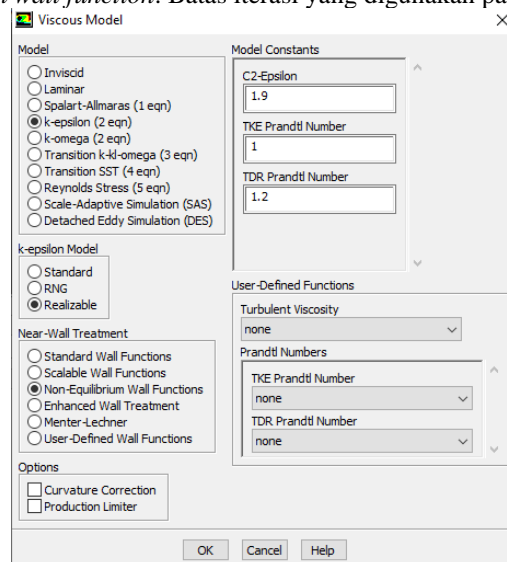 wall function. Batas iterasi yang digunakan pa
Viscous Model
Model
Inviscid
Laminar
Spalart-Allmaras (1 eqn)
k-epsilon (2 eqn)
k-omega (2 eqn)
Transition k-kl-omega (3 eqn)
Transition SST (4 eqn)
Reynolds Stress (5 eqn)
Scale-Adaptive Simulation (SAS)
Detached Eddy Simulation (DES)
k-epsilon Model
Standard
RNG
Realizable
Near-Wall Treatment
Standard Wall Functions
Scalable Wall Functions
Non-Equilibrium Wall Functions
Enhanced Wall Treatment
Menter-Lechner
User-Defined Wall Functions
Options
Curvature Correction
Production Limiter
Model Constants
C2-Epsilon
1.9
TKE Prandtl Number
1
TDR Prandtl Number
1.2
User-Defined Functions
Turbulent Viscosity
none
Prandtl Numbers
TKE Prandtl Number
none
TDR Prandtl Number
none
OK Cancel Help